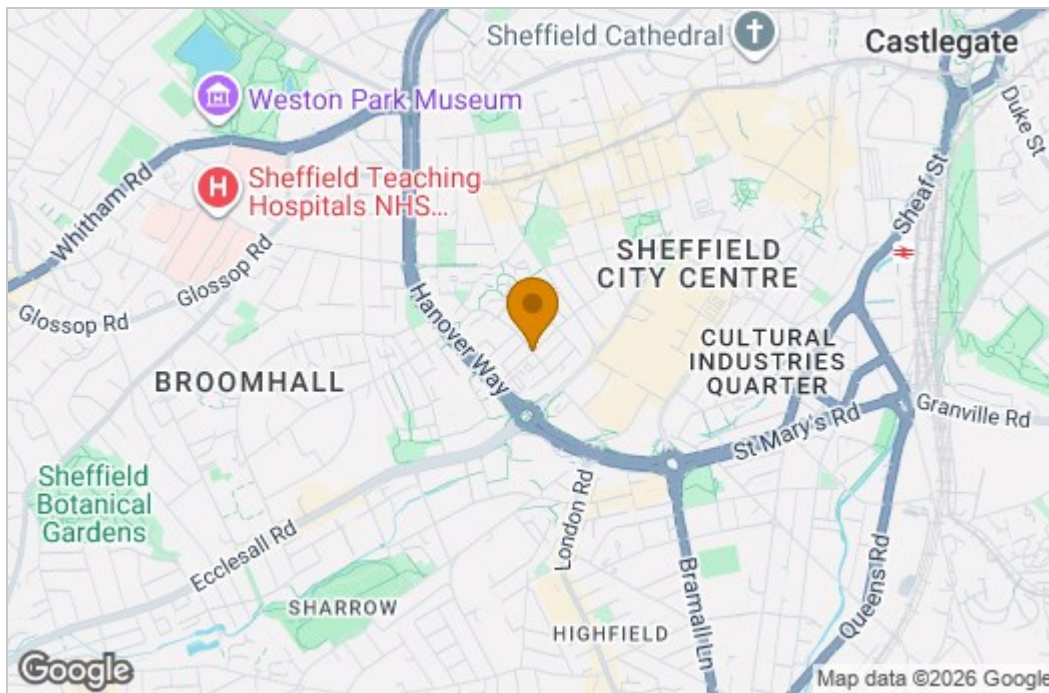 Sheffield Cathedral
Castlegate
Weston Park Museum
Duke St
Whitham Rd
Sheffield Teaching
Hospitals NHS...
Sheaf St
Glossop Rd
Glossop Rd
SHEFFIELD
CITY CENTRE
Hanover Way
CULTURAL
INDUSTRIES
QUARTER
BROOMHALL
Granville Rd
St Mary's Rd
Sheffield
Botanical
Gardens
London Rd
Ecclesall Rd
Bramall Ln
Queens Rd
SHARROW
HIGHFIELD
Google
Map data ©2026 Google